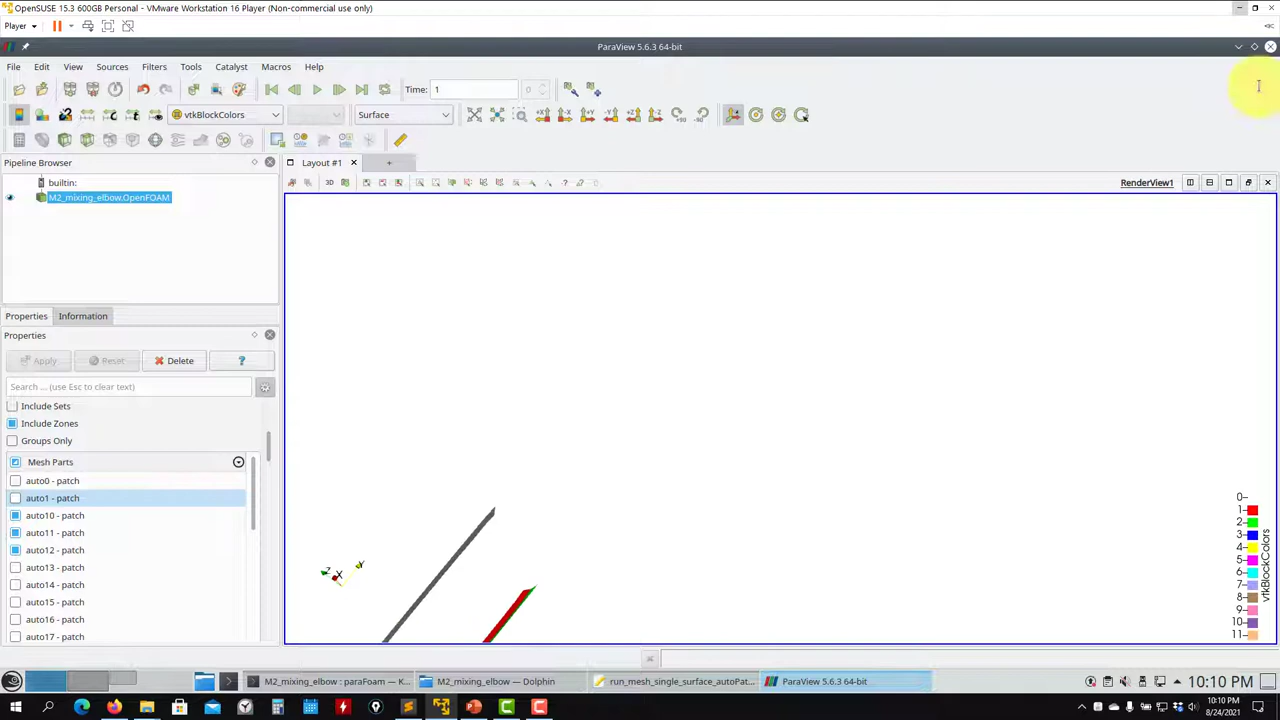 OpenSUSE 15.3 600GB Personal - VMware Workstation 16 Player (Non-commercial use only)
Player
ParaView 5.6.3 64-bit
File Edit View Sources Filters Tools Catalyst Macros Help
Time: 1 0
vtkBlockColors Surface
Pipeline Browser Layout #1 +
builtin: 3D RenderView1
M2_mixing_elbow.OpenFOAM
Properties Information
Properties
Apply Reset Delete ?
Search ... (use Esc to clear text)
Include Sets
Include Zones
Groups Only
Mesh Parts
auto0 - patch
auto1 - patch
auto10 - patch
auto11 - patch
auto12 - patch
auto13 - patch
auto14 - patch
auto15 - patch
auto16 - patch
auto17 - patch
Z X Y
0
1
2
3
4
5
6
7
8
9
10
11
vtkBlockColors
M2_mixing_elbow : paraFoam — K... M2_mixing_elbow — Dolphin run_mesh_single_surface_autoPat... ParaView 5.6.3 64-bit 10:10 PM
10:10 PM
8/24/2021